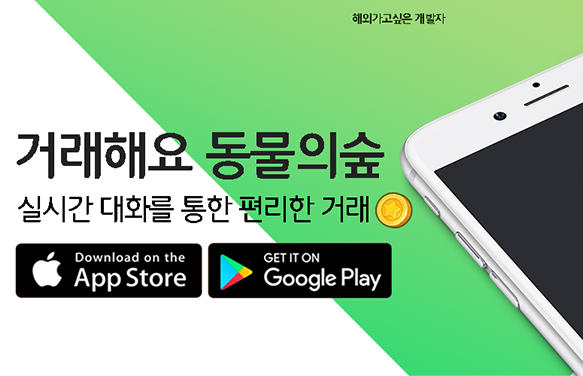 해외가고싶은 개발자
거래해요 동물의숲
실시간 대화를 통한 편리한 거래
Download on the
App Store
GET IT ON
Google Play